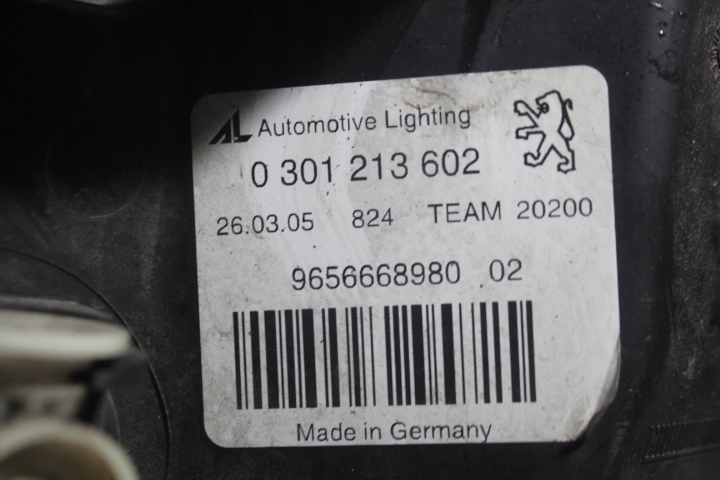 AL Automotive Lighting
0 301 213 602
26.03.05 824 TEAM 20200
9656668980 02
Made in Germany